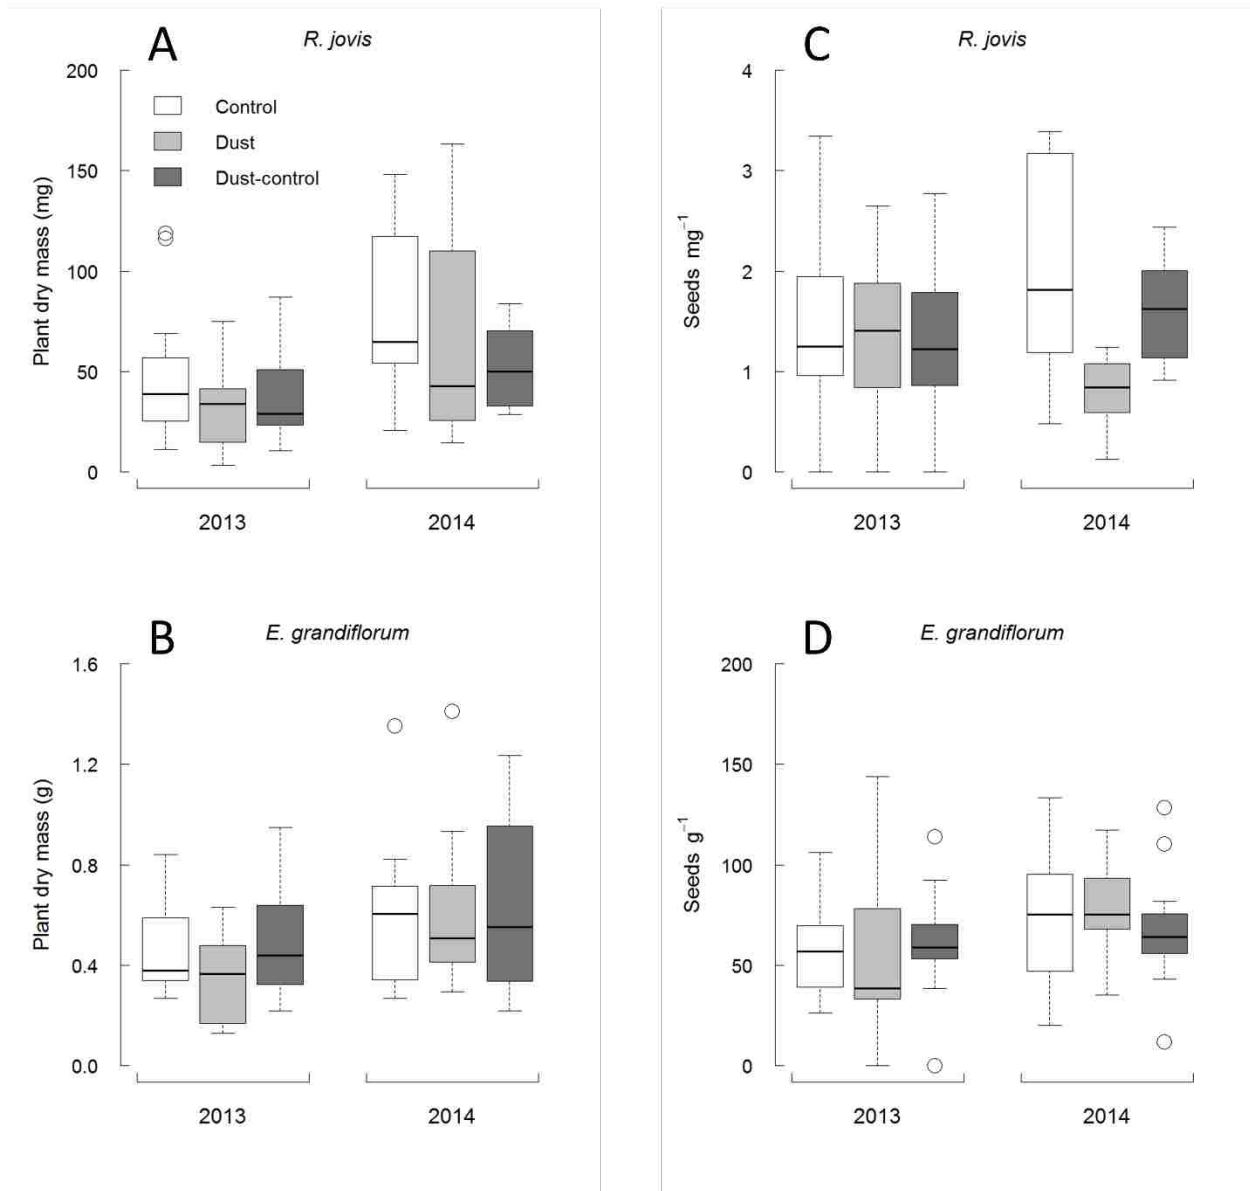 A R. jovis
200
150
100
50
0
Plant dry mass (mg)
Control
Dust
Dust-control
2013 2014
C R. jovis
4
3
2
1
0
Seeds mg⁻¹
2013 2014
B E. grandiflorum
1.6
1.2
0.8
0.4
0.0
Plant dry mass (g)
2013 2014
D E. grandiflorum
200
150
100
50
0
Seeds g⁻¹
2013 2014